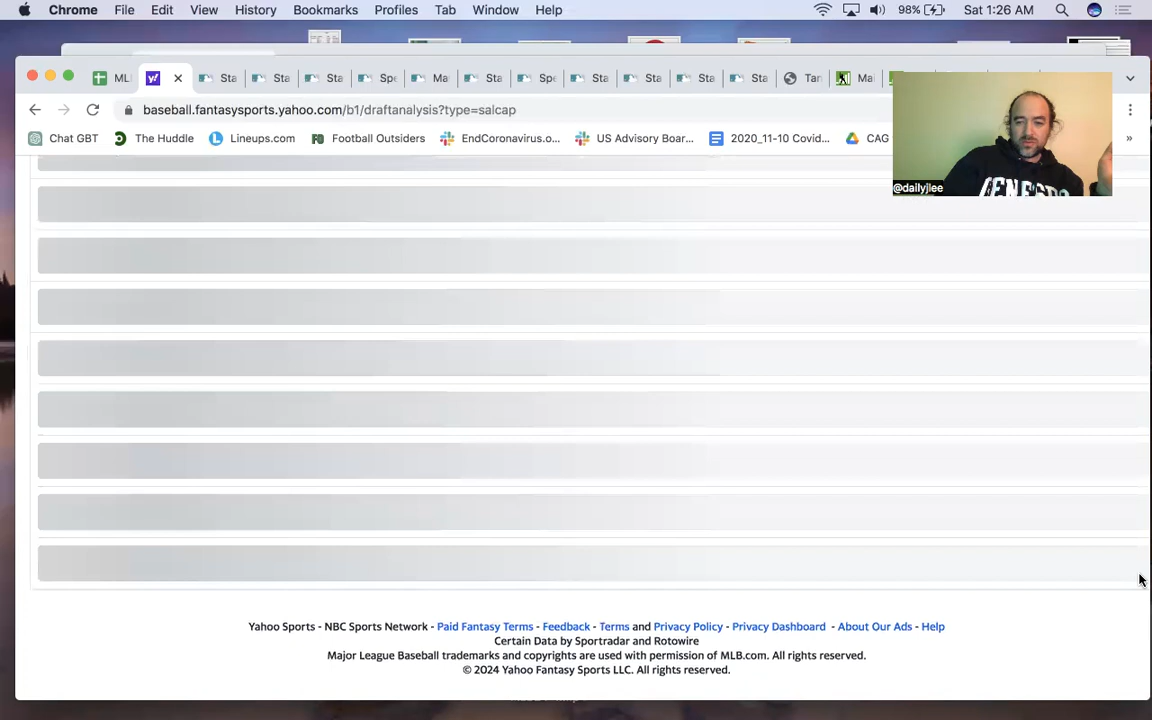 Chrome File Edit View History Bookmarks Profiles Tab Window Help 98% Sat 1:26 AM
ML Sta Sta Sta Spe Ma Sta Spe Sta Sta Sta Sta Tan Ma
baseball.fantasysports.yahoo.com/b1/draftanalysis?type=salcap
Chat GBT The Huddle Lineups.com Football Outsiders EndCoronavirus.o... US Advisory Boar... 2020_11-10 Covid... CAG »
@dailyjlee
Yahoo Sports - NBC Sports Network - Paid Fantasy Terms - Feedback - Terms and Privacy Policy - Privacy Dashboard - About Our Ads - Help
Certain Data by Sportradar and Rotowire
Major League Baseball trademarks and copyrights are used with permission of MLB.com. All rights reserved.
© 2024 Yahoo Fantasy Sports LLC. All rights reserved.